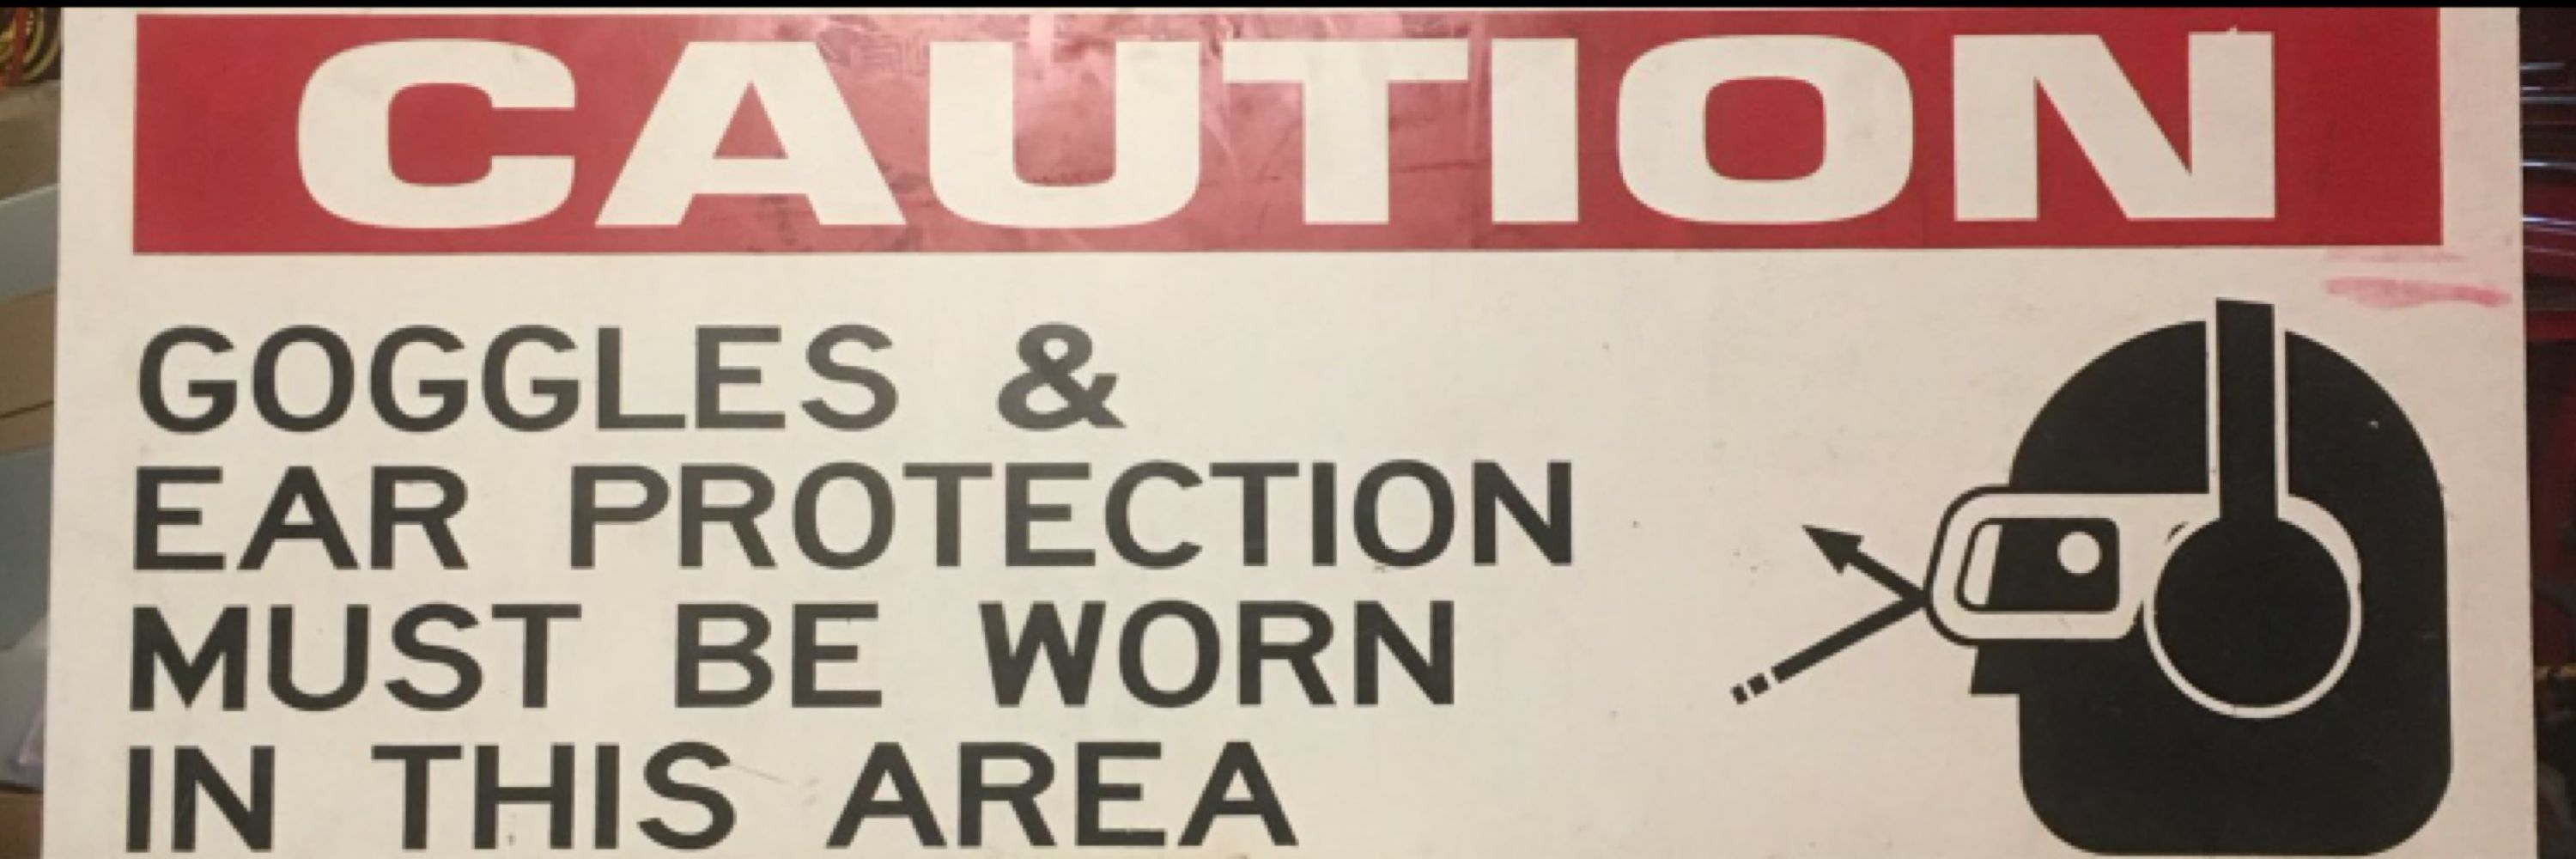 CAUTION
GOGGLES &
EAR PROTECTION
MUST BE WORN
IN THIS AREA